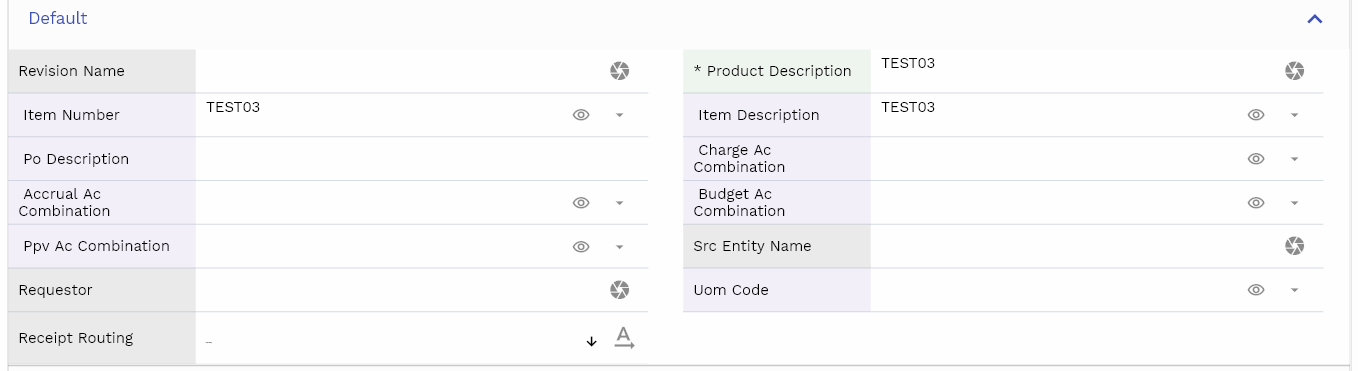 Default
Revision Name
* Product Description TEST03
Item Number TEST03
Item Description TEST03
Po Description
Charge Ac
Combination
Accrual Ac
Combination
Budget Ac
Combination
Ppv Ac Combination
Src Entity Name
Requestor
Uom Code
Receipt Routing